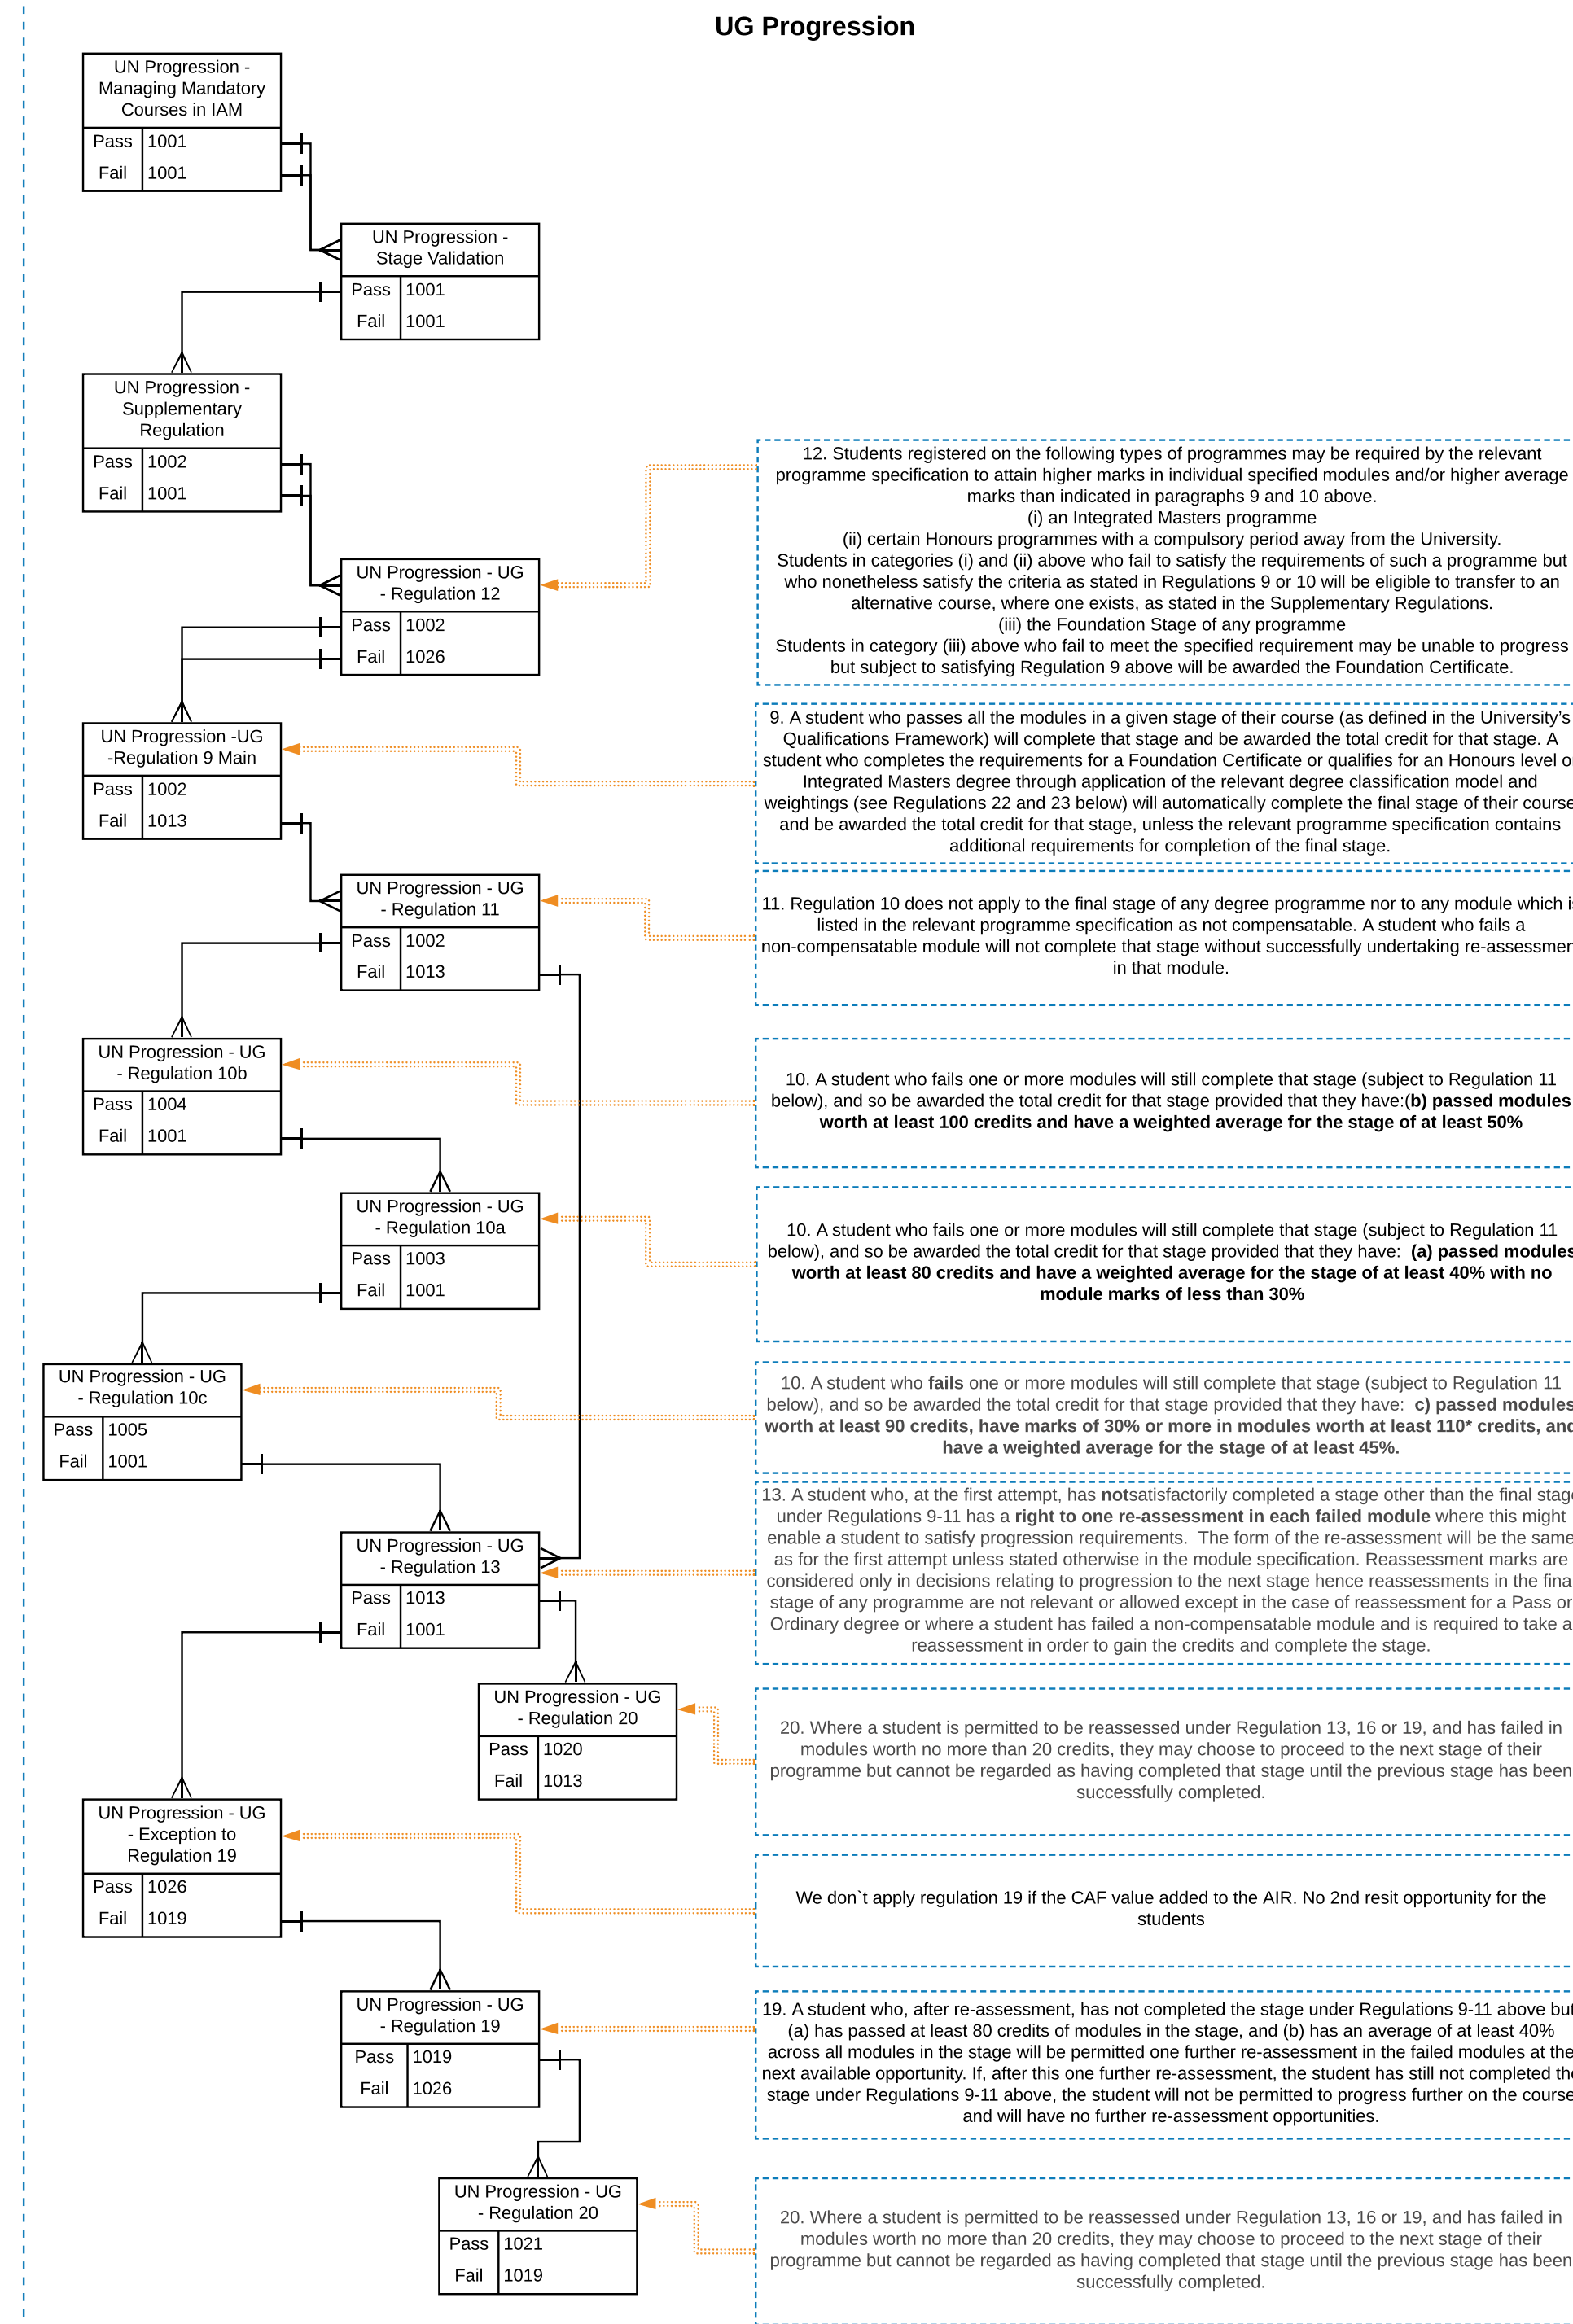 UG Progression
UN Progression -
Managing Mandatory
Courses in IAM
Pass 1001
Fail 1001
UN Progression -
Stage Validation
Pass 1001
Fail 1001
UN Progression -
Supplementary
Regulation
Pass 1002
Fail 1001
12. Students registered on the following types of programmes may be required by the relevant
programme specification to attain higher marks in individual specified modules and/or higher average
marks than indicated in paragraphs 9 and 10 above.
(i) an Integrated Masters programme
(ii) certain Honours programmes with a compulsory period away from the University.
Students in categories (i) and (ii) above who fail to satisfy the requirements of such a programme but
who nonetheless satisfy the criteria as stated in Regulations 9 or 10 will be eligible to transfer to an
alternative course, where one exists, as stated in the Supplementary Regulations.
(iii) the Foundation Stage of any programme
Students in category (iii) above who fail to meet the specified requirement may be unable to progress
but subject to satisfying Regulation 9 above will be awarded the Foundation Certificate.
UN Progression - UG
- Regulation 12
Pass 1002
Fail 1026
UN Progression -UG
-Regulation 9 Main
Pass 1002
Fail 1013
9. A student who passes all the modules in a given stage of their course (as defined in the University’s
Qualifications Framework) will complete that stage and be awarded the total credit for that stage. A
student who completes the requirements for a Foundation Certificate or qualifies for an Honours level or
Integrated Masters degree through application of the relevant degree classification model and
weightings (see Regulations 22 and 23 below) will automatically complete the final stage of their course
and be awarded the total credit for that stage, unless the relevant programme specification contains
additional requirements for completion of the final stage.
UN Progression - UG
- Regulation 11
Pass 1002
Fail 1013
11. Regulation 10 does not apply to the final stage of any degree programme nor to any module which is
listed in the relevant programme specification as not compensatable. A student who fails a
non-compensatable module will not complete that stage without successfully undertaking re-assessmen
in that module.
UN Progression - UG
- Regulation 10b
Pass 1004
Fail 1001
10. A student who fails one or more modules will still complete that stage (subject to Regulation 11
below), and so be awarded the total credit for that stage provided that they have:(b) passed modules
worth at least 100 credits and have a weighted average for the stage of at least 50%
UN Progression - UG
- Regulation 10a
Pass 1003
Fail 1001
10. A student who fails one or more modules will still complete that stage (subject to Regulation 11
below), and so be awarded the total credit for that stage provided that they have: (a) passed modules
worth at least 80 credits and have a weighted average for the stage of at least 40% with no
module marks of less than 30%
UN Progression - UG
- Regulation 10c
Pass 1005
Fail 1001
10. A student who fails one or more modules will still complete that stage (subject to Regulation 11
below), and so be awarded the total credit for that stage provided that they have: c) passed modules
worth at least 90 credits, have marks of 30% or more in modules worth at least 110* credits, and
have a weighted average for the stage of at least 45%.
UN Progression - UG
- Regulation 13
Pass 1013
Fail 1001
13. A student who, at the first attempt, has notsatisfactorily completed a stage other than the final stage
under Regulations 9-11 has a right to one re-assessment in each failed module where this might
enable a student to satisfy progression requirements. The form of the re-assessment will be the same
as for the first attempt unless stated otherwise in the module specification. Reassessment marks are
considered only in decisions relating to progression to the next stage hence reassessments in the final
stage of any programme are not relevant or allowed except in the case of reassessment for a Pass or
Ordinary degree or where a student has failed a non-compensatable module and is required to take a
reassessment in order to gain the credits and complete the stage.
UN Progression - UG
- Regulation 20
Pass 1020
Fail 1013
20. Where a student is permitted to be reassessed under Regulation 13, 16 or 19, and has failed in
modules worth no more than 20 credits, they may choose to proceed to the next stage of their
programme but cannot be regarded as having completed that stage until the previous stage has been
successfully completed.
UN Progression - UG
- Exception to
Regulation 19
Pass 1026
Fail 1019
We don`t apply regulation 19 if the CAF value added to the AIR. No 2nd resit opportunity for the
students
UN Progression - UG
- Regulation 19
Pass 1019
Fail 1026
19. A student who, after re-assessment, has not completed the stage under Regulations 9-11 above but
(a) has passed at least 80 credits of modules in the stage, and (b) has an average of at least 40%
across all modules in the stage will be permitted one further re-assessment in the failed modules at the
next available opportunity. If, after this one further re-assessment, the student has still not completed the
stage under Regulations 9-11 above, the student will not be permitted to progress further on the course
and will have no further re-assessment opportunities.
UN Progression - UG
- Regulation 20
Pass 1021
Fail 1019
20. Where a student is permitted to be reassessed under Regulation 13, 16 or 19, and has failed in
modules worth no more than 20 credits, they may choose to proceed to the next stage of their
programme but cannot be regarded as having completed that stage until the previous stage has been
successfully completed.